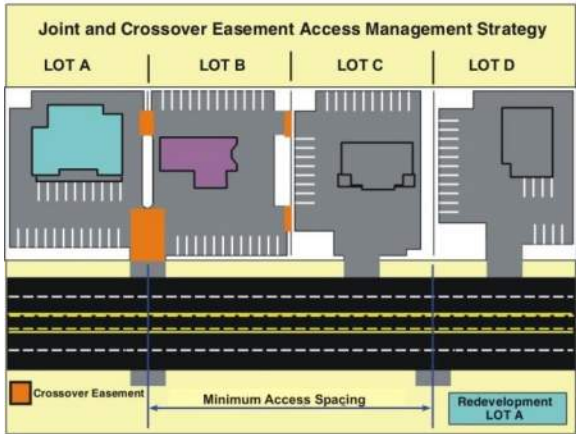 Joint and Crossover Easement Access Management Strategy
LOT A
LOT B
LOT C
LOT D
Crossover Easement
Minimum Access Spacing
Redevelopment
LOT A